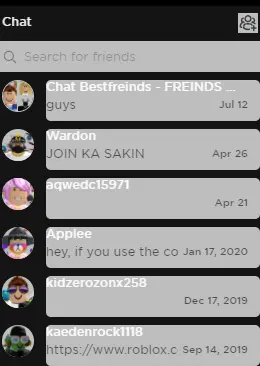 Chat
Search for friends
Chat Bestfreinds - FREINDS ...
guys Jul 12
Wardon
JOIN KA SAKIN Apr 26
aqwedc15971
Apr 21
Applee
hey, if you use the co Jan 17, 2020
kidzerozonx258
Dec 17, 2019
kaedenrock1118
https://www.roblox.c Sep 14, 2019